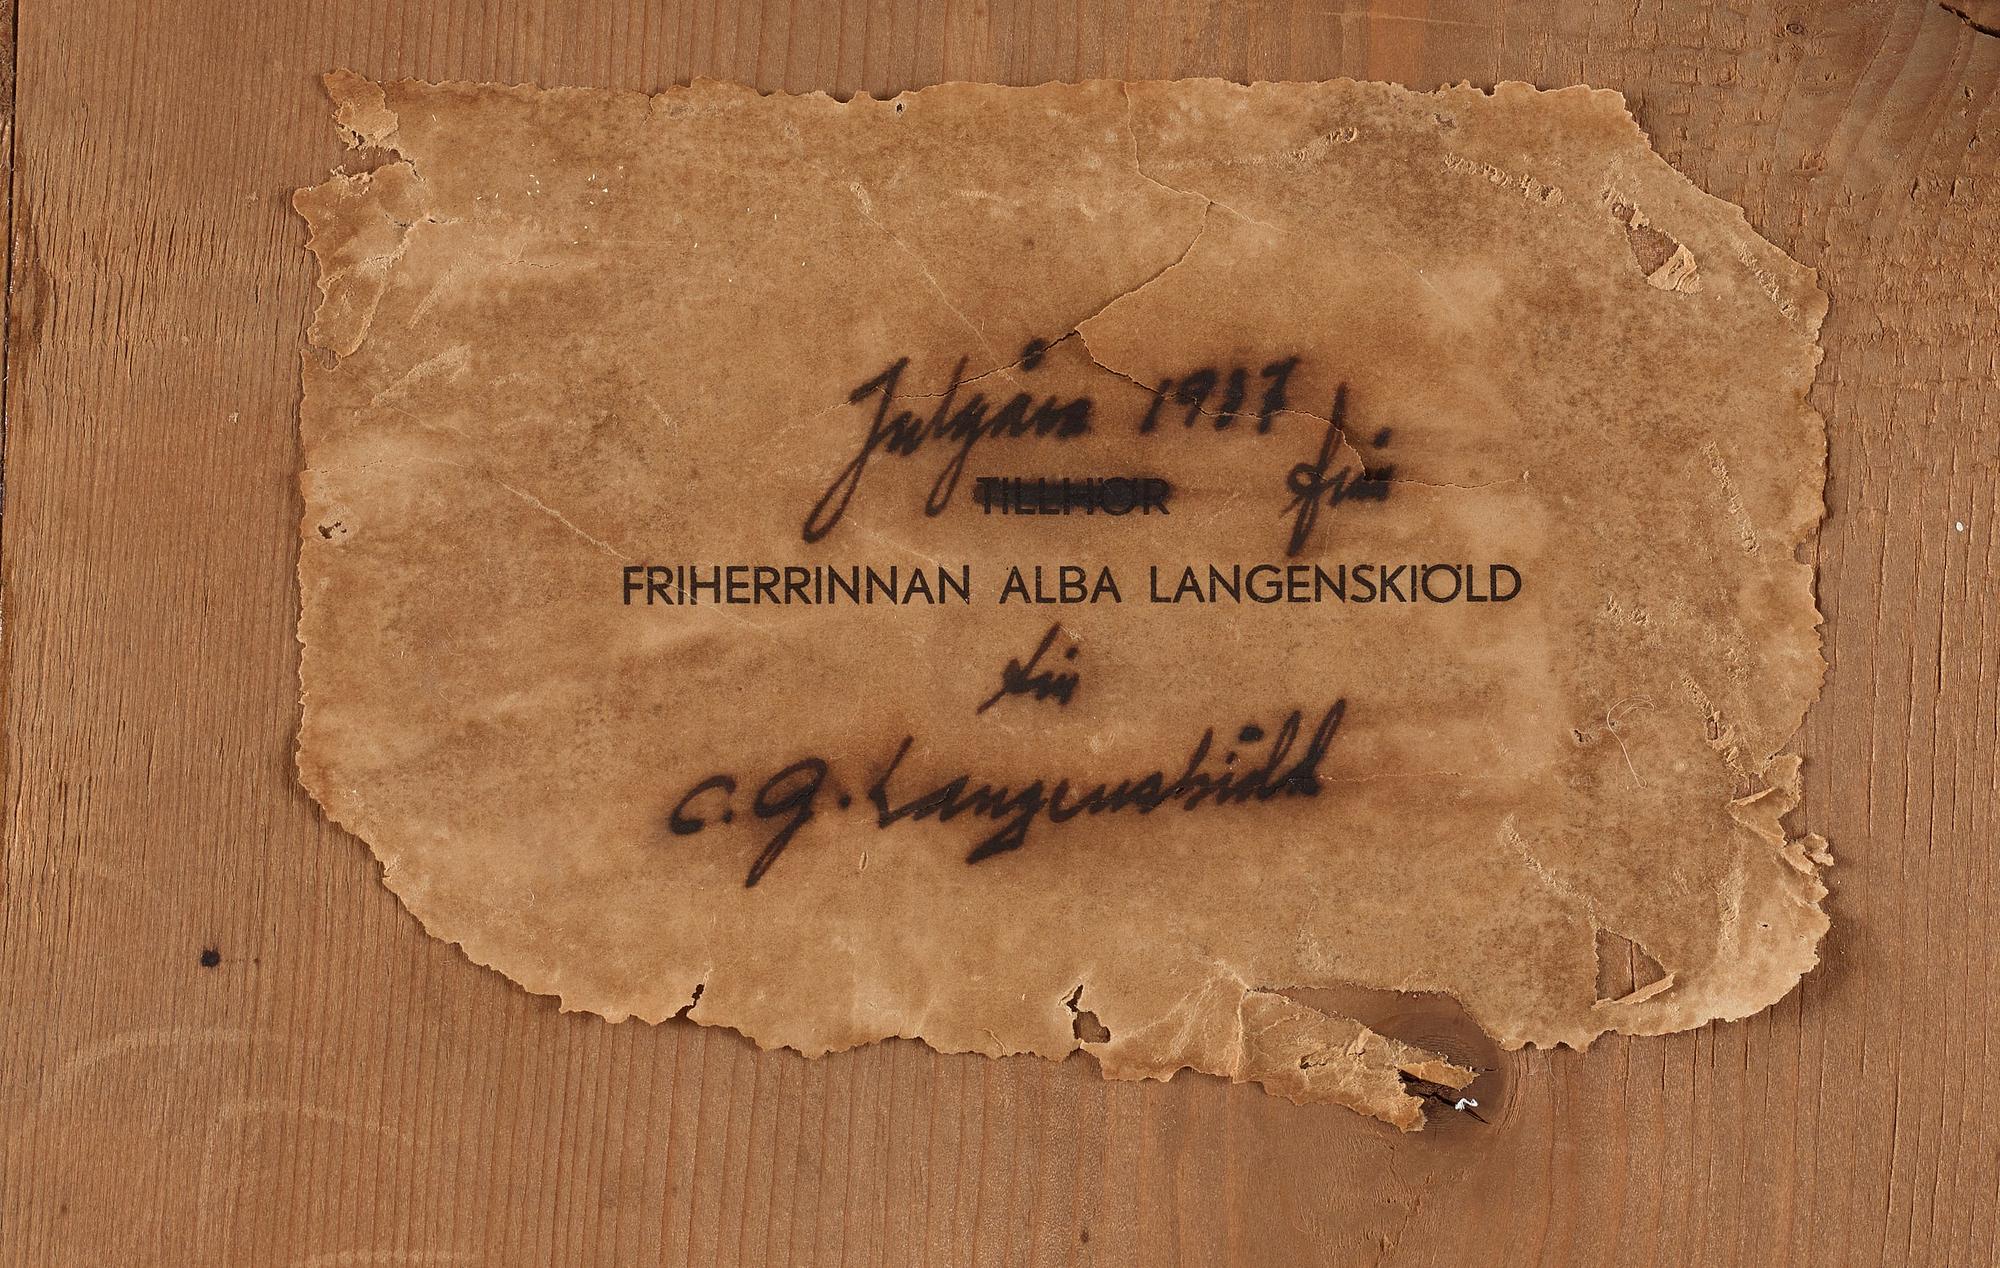 Julgåva 1937
TILLHÖR från
FRIHERRINNAN ALBA LANGENSKIÖLD
till
C.G. Langenskiöld